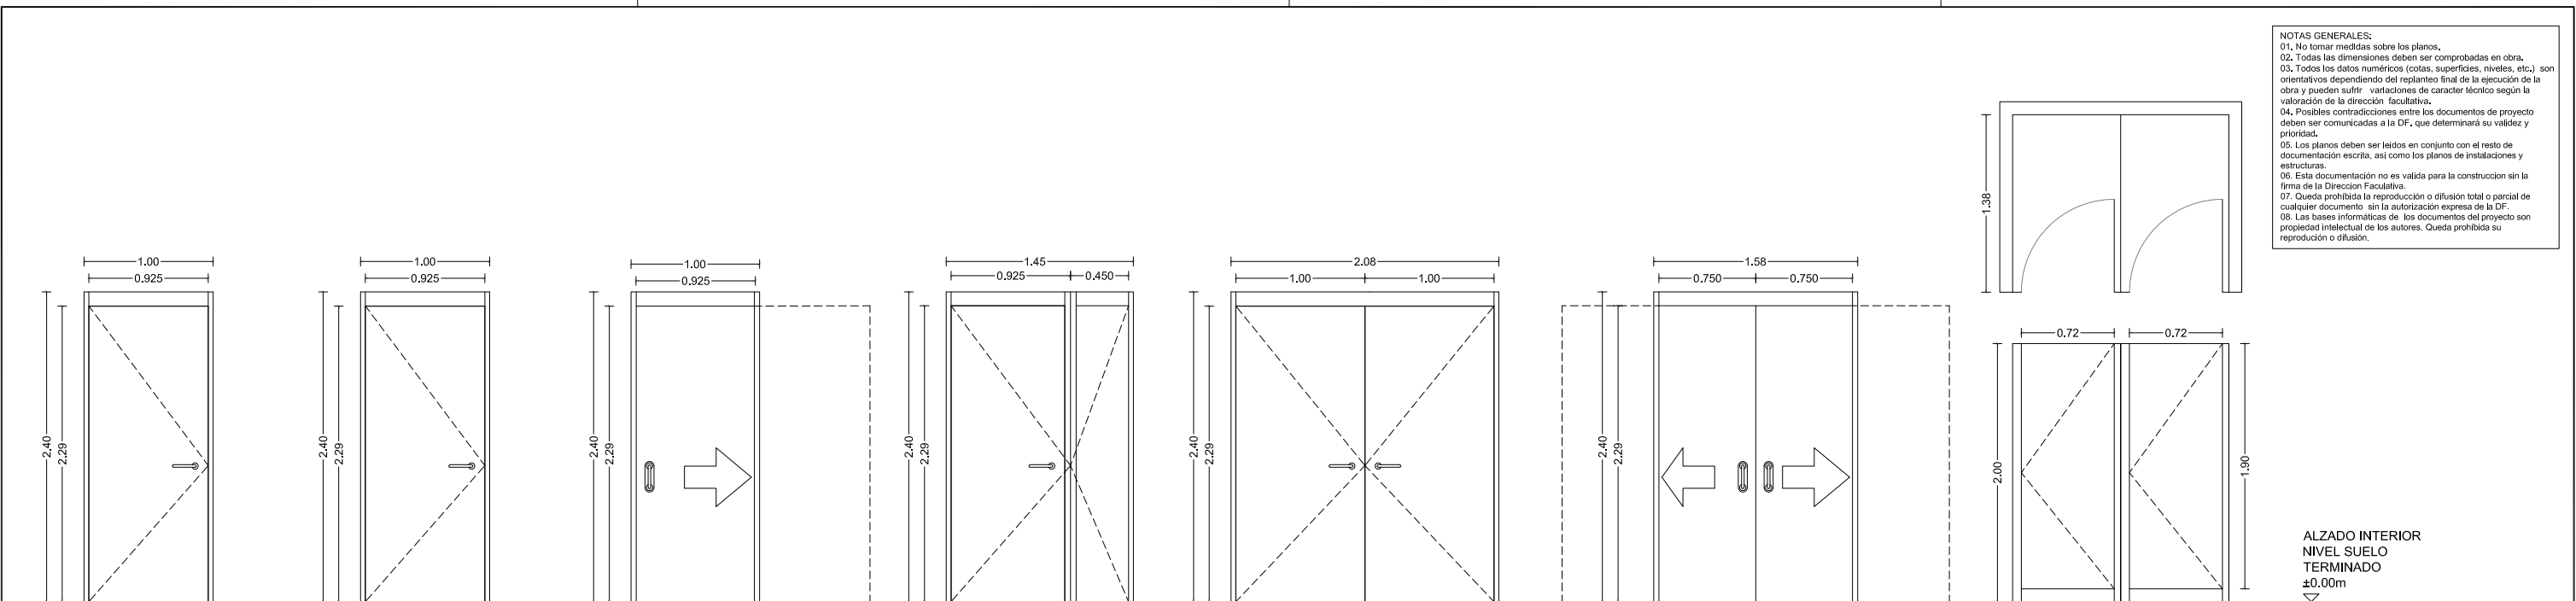 NOTAS GENERALES:
01. No tomar medidas sobre los planos.
02. Todas las dimensiones deben ser comprobadas en obra.
03. Todos los datos numéricos (cotas, superficies, niveles, etc.) son
orientativos dependiendo del replanteo final de la ejecución de la
obra y pueden sufrir variaciones de caracter técnico según la
valoración de la dirección facultativa.
04. Posibles contradicciones entre los documentos de proyecto
deben ser comunicadas a la DF, que determinará su validez y
prioridad.
05. Los planos deben ser leidos en conjunto con el resto de
documentación escrita, asi como los planos de instalaciones y
estructuras.
06. Esta documentación no es valida para la construccion sin la
firma de la Direccion Faculativa.
07. Queda prohibida la reproducción o difusión total o parcial de
cualquier documento sin la autorización expresa de la DF.
08. Las bases informáticas de los documentos del proyecto son
propiedad intelectual de los autores. Queda prohibida su
reprodución o difusión.
1.00
0.925
2.40
2.29
1.00
0.925
2.40
2.29
1.00
0.925
2.40
2.29
1.45
0.925 0.450
2.40
2.29
2.08
1.00 1.00
2.40
2.29
1.58
0.750 0.750
2.40
2.29
1.38
0.72 0.72
2.00
1.90
ALZADO INTERIOR
NIVEL SUELO
TERMINADO
±0.00m